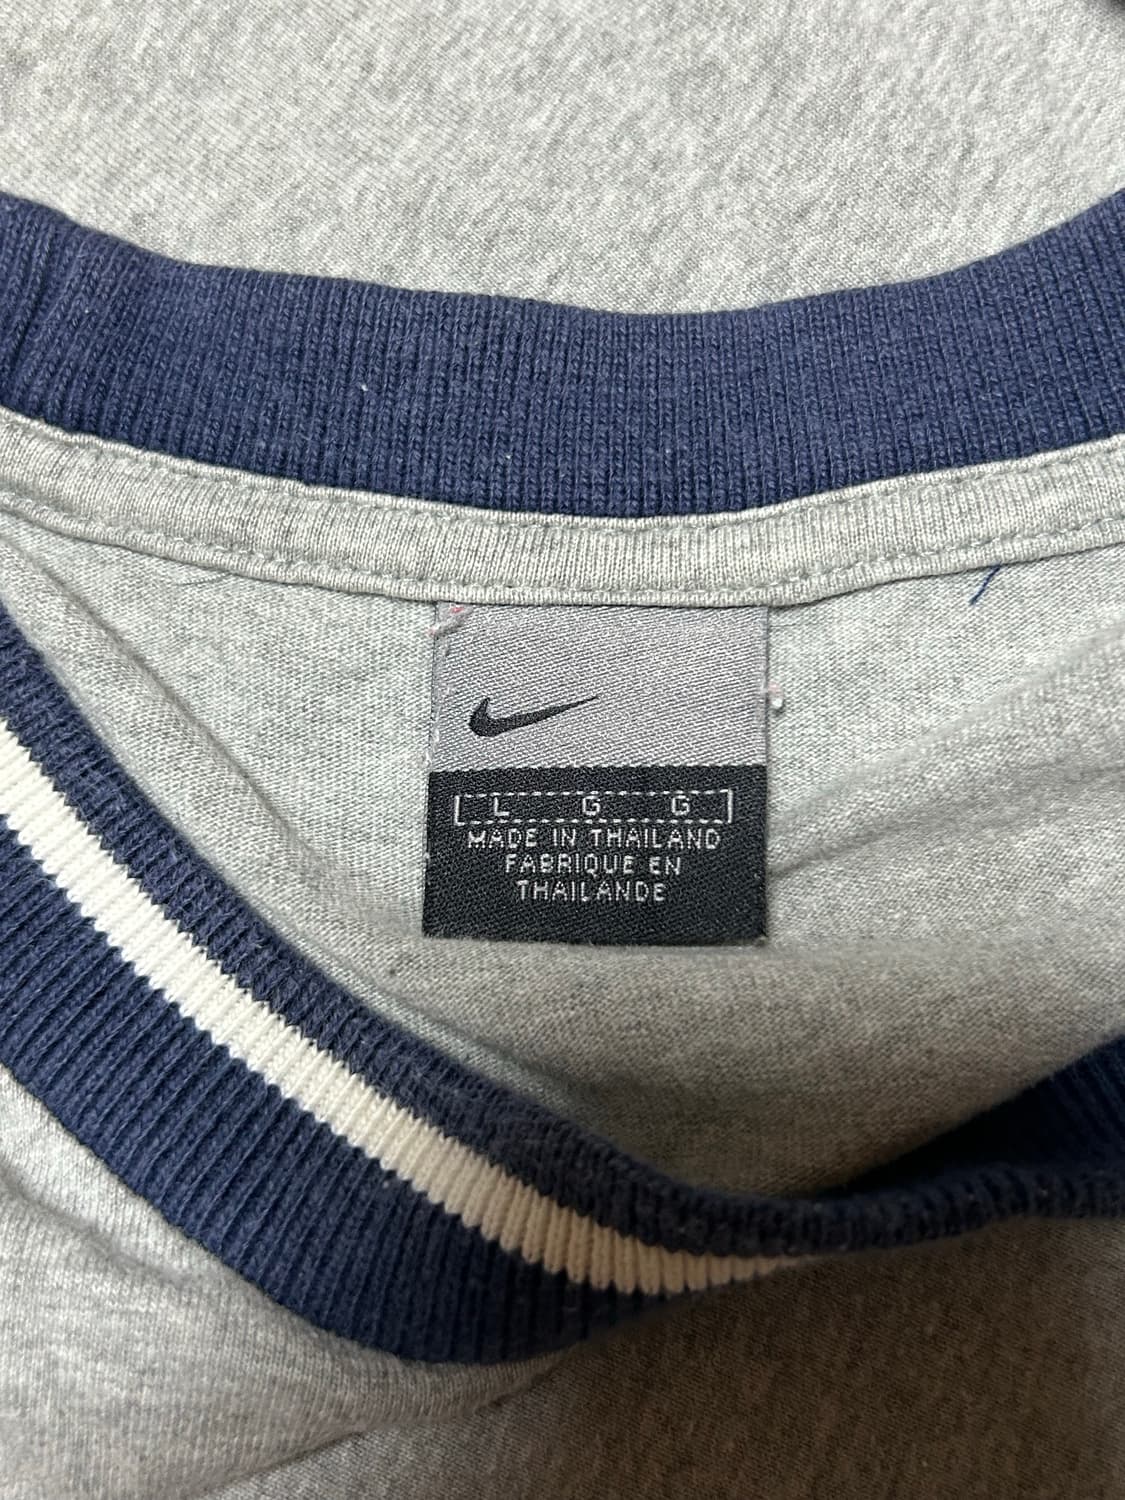 L G G
MADE IN THAILAND
FABRIQUE EN
THAILANDE